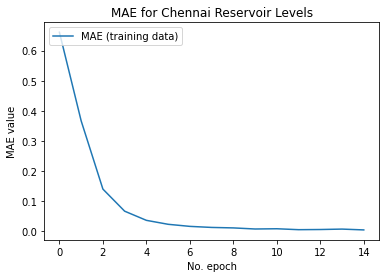 MAE for Chennai Reservoir Levels
MAE (training data)
0.6
0.5
0.4
0.3
0.2
0.1
0.0
MAE value
0 2 4 6 8 10 12 14
No. epoch